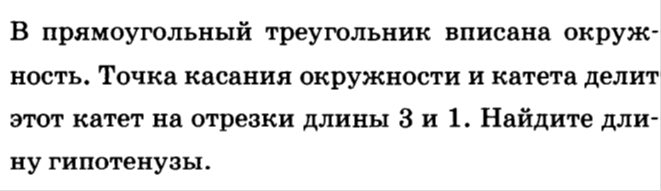 В прямоугольный треугольник вписана окруж-
ность. Точка касания окружности и катета делит
этот катет на отрезки длины 3 и 1. Найдите дли-
ну гипотенузы.